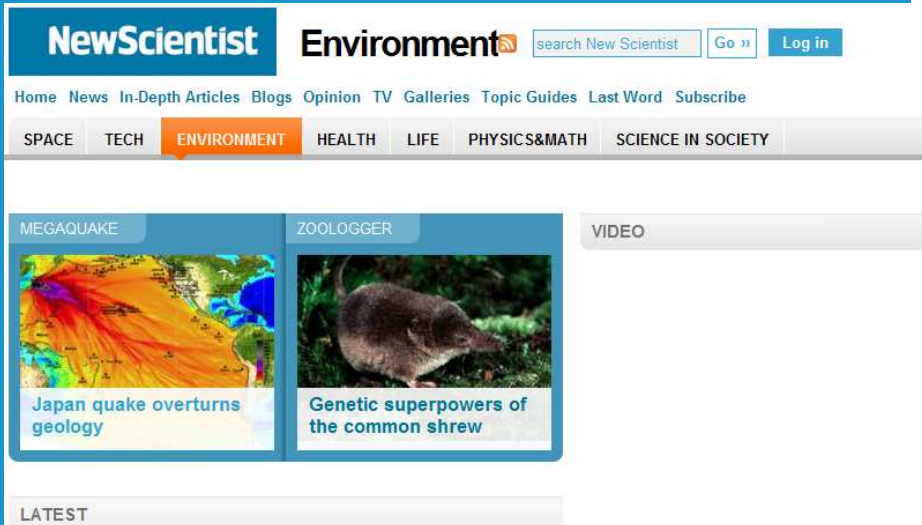 NewScientist Environment search New Scientist Go » Log in
Home News In-Depth Articles Blogs Opinion TV Galleries Topic Guides Last Word Subscribe
SPACE TECH ENVIRONMENT HEALTH LIFE PHYSICS&MATH SCIENCE IN SOCIETY
MEGAQUAKE
Japan quake overturns
geology
ZOOLOGGER
Genetic superpowers of
the common shrew
VIDEO
LATEST